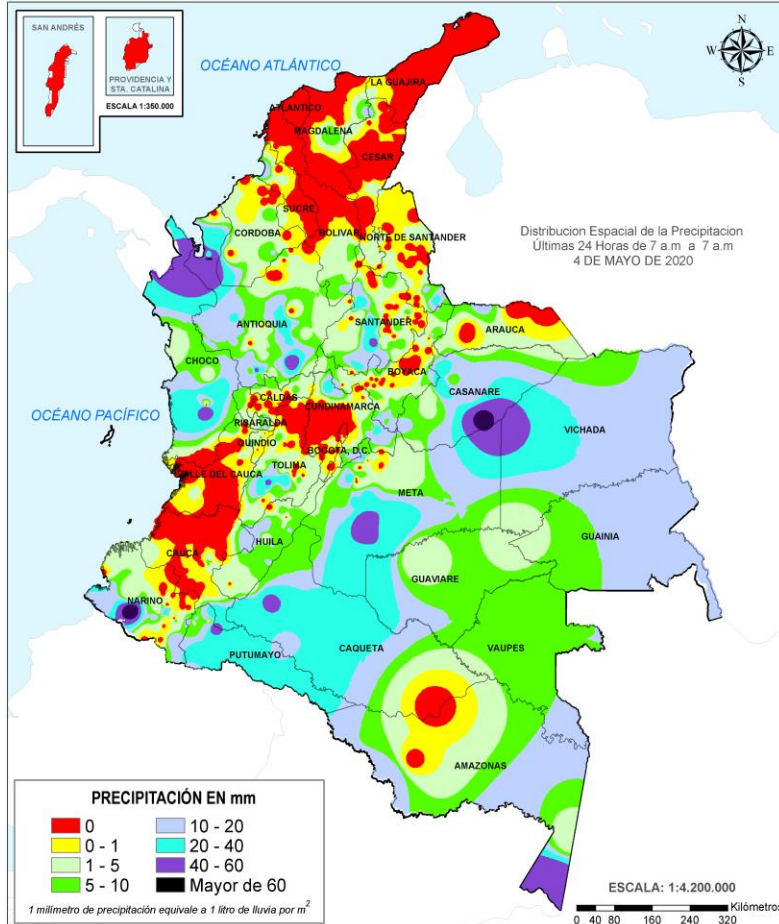 SAN ANDRÉS
PROVIDENCIA Y
STA. CATALINA
ESCALA 1:350.000
OCÉANO ATLÁNTICO
N
W
E
S
LA GUAJIRA
ATLANTICO
MAGDALENA
CESAR
SUCRE
CORDOBA
BOLIVAR
NORTE DE SANTANDER
Distribucion Espacial de la Precipitacion
Últimas 24 Horas de 7 a.m a 7 a.m
4 DE MAYO DE 2020
ANTIOQUIA
SANTANDER
ARAUCA
CHOCO
BOYACA
CASANARE
OCÉANO PACÍFICO
CALDAS
CUNDINAMARCA
RISARALDA
VICHADA
QUINDIO
BOGOTA, D.C.
TOLIMA
VALLE DEL CAUCA
META
HUILA
GUAINIA
CAUCA
GUAVIARE
NARINO
CAQUETA
VAUPES
PUTUMAYO
AMAZONAS
PRECIPITACIÓN EN mm
0
0 - 1
1 - 5
5 - 10
10 - 20
20 - 40
40 - 60
Mayor de 60
1 milímetro de precipitación equivale a 1 litro de lluvia por m²
ESCALA: 1:4.200.000
Kilómetros
0 40 80 160 240 320